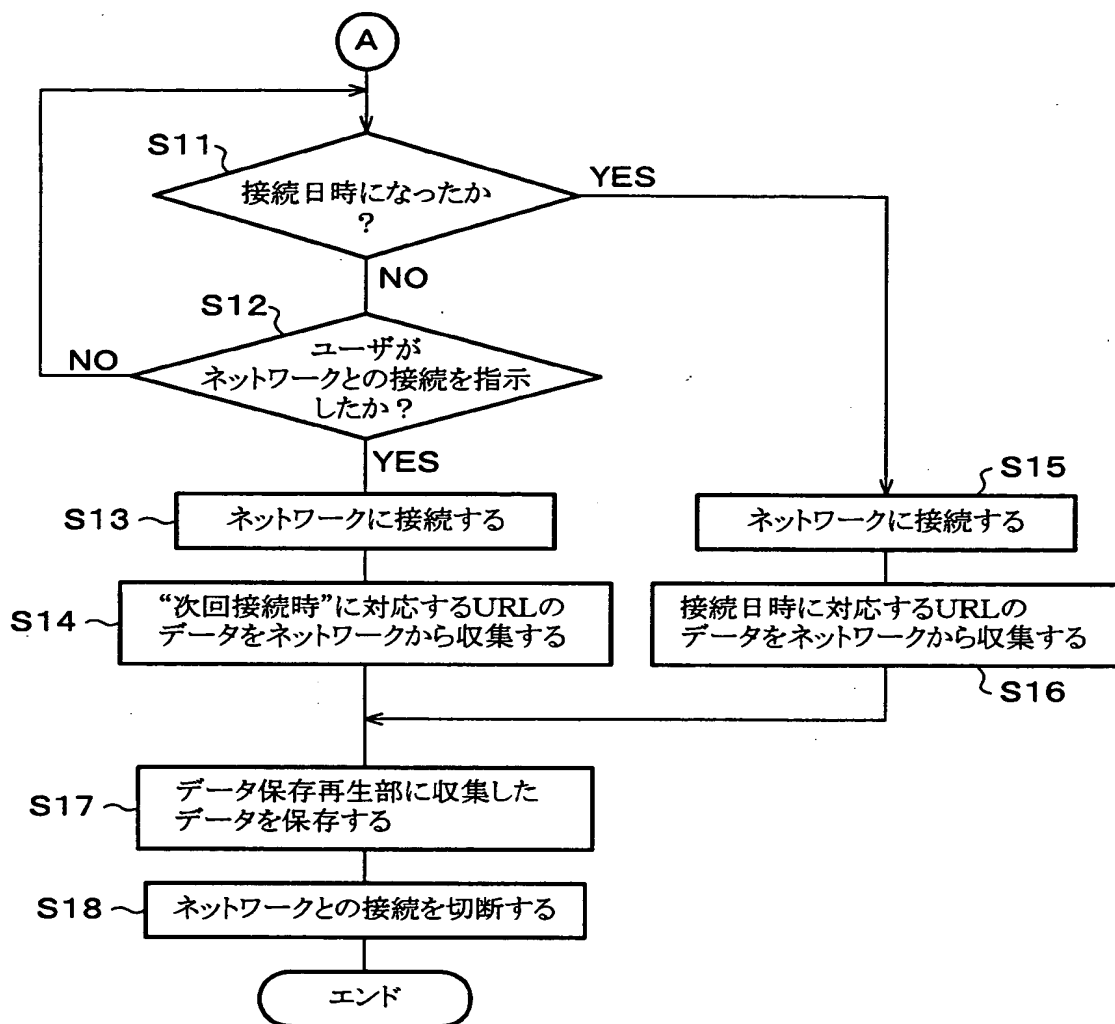 A
S11
接続日時になったか
?
YES
NO
S12
ユーザが
ネットワークとの接続を指示
したか?
NO
YES
S13
ネットワークに接続する
S15
ネットワークに接続する
S14
“次回接続時”に対応するURLの
データをネットワークから収集する
接続日時に対応するURLの
データをネットワークから収集する
S16
S17
データ保存再生部に収集した
データを保存する
S18
ネットワークとの接続を切断する
エンド